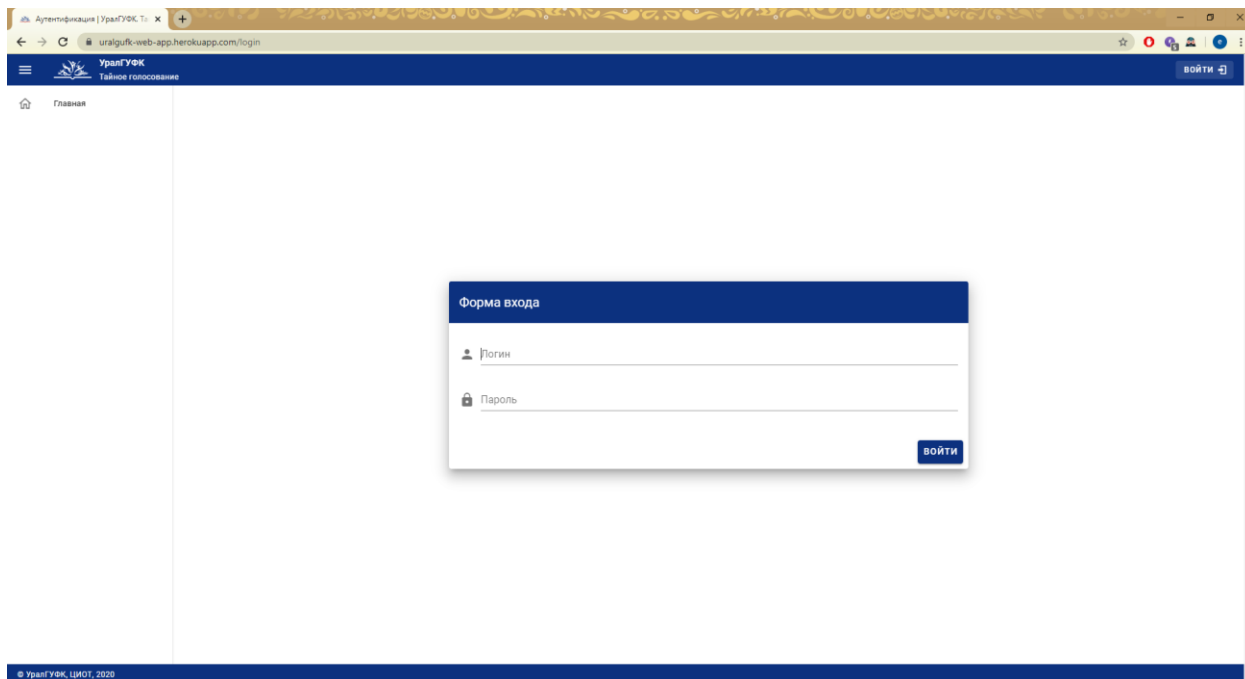 Аутентификация | УралГУФК. Та
uralgufk-web-app.herokuapp.com/login
УралГУФК
Тайное голосование
ВОЙТИ
Главная
Форма входа
Логин
Пароль
ВОЙТИ
© УралГУФК, ЦИОТ, 2020